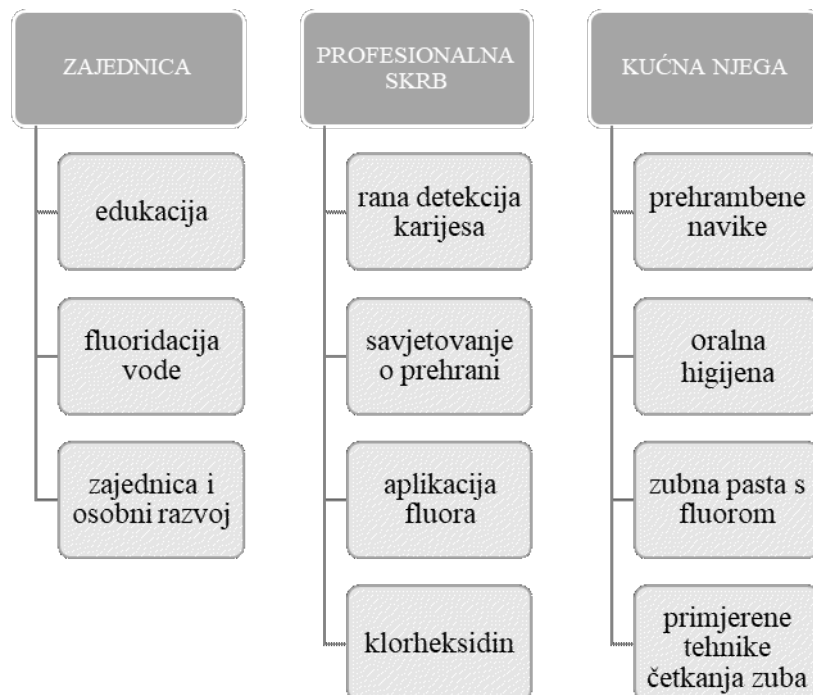 ZAJEDNICA
edukacija
fluoridacija
vode
zajednica i
osobni razvoj
PROFESIONALNA
SKRB
rana detekcija
karijesa
savjetovanje
o prehrani
aplikacija
fluora
klorheksidin
KUĆNA NJEGA
prehrambene
navike
oralna
higijena
zubna pasta s
fluorom
primjerene
tehnike
četkanja zuba